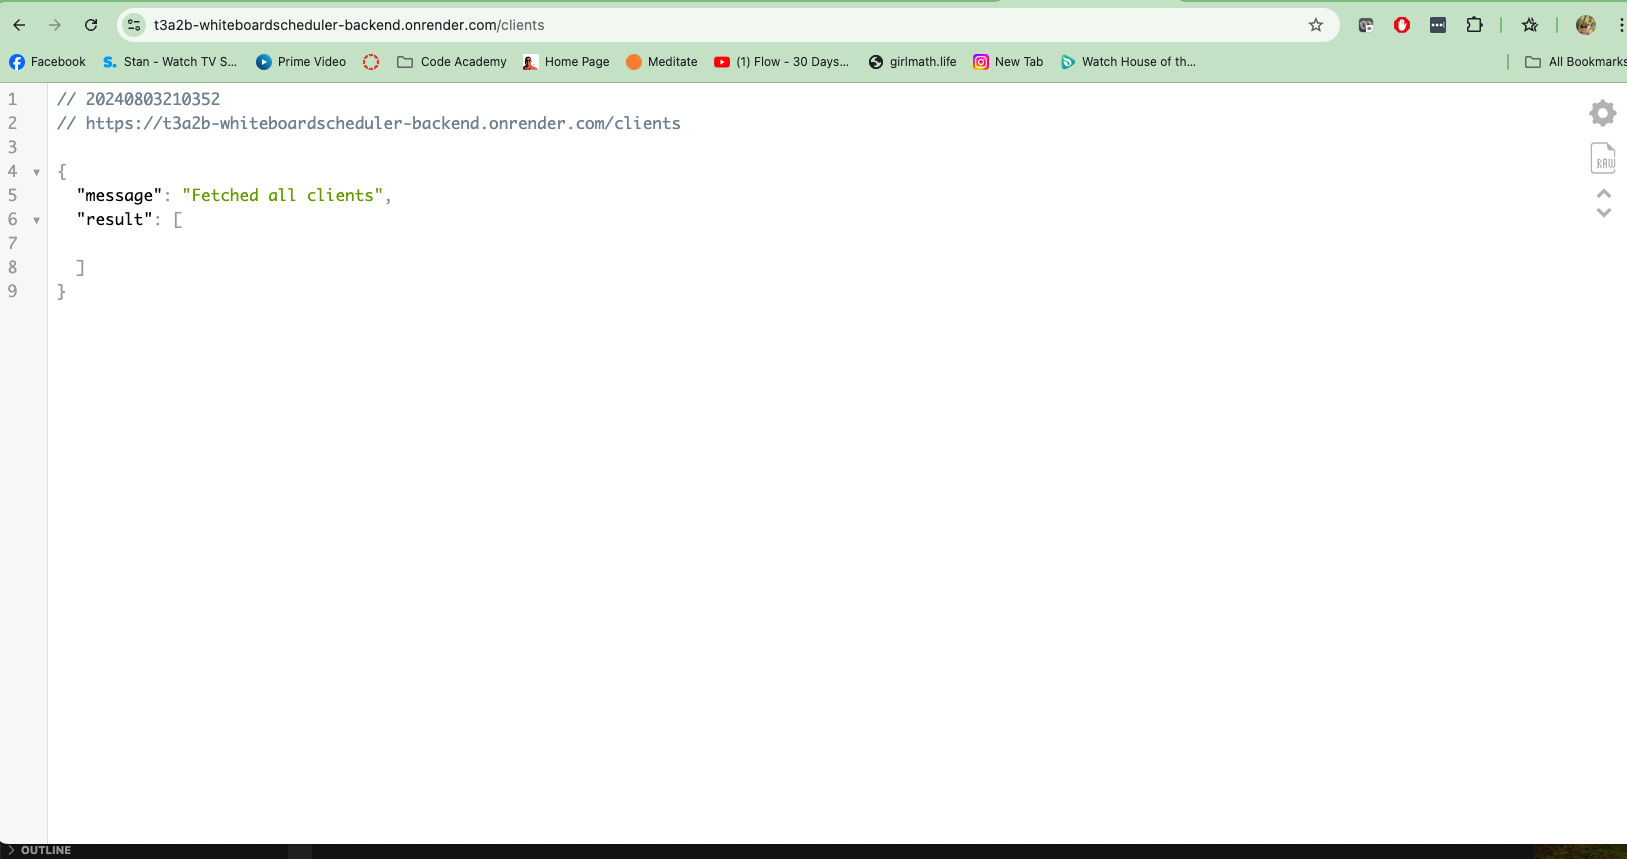 t3a2b-whiteboardscheduler-backend.onrender.com/clients
Facebook
Stan - Watch TV S...
Prime Video
Code Academy
Home Page
Meditate
(1) Flow - 30 Days...
girlmath.life
New Tab
Watch House of th...
All Bookmarks
1 // 20240803210352
2 // https://t3a2b-whiteboardscheduler-backend.onrender.com/clients
3
4 {
5 "message": "Fetched all clients",
6 "result": [
7
8 ]
9 }
RAW
OUTLINE